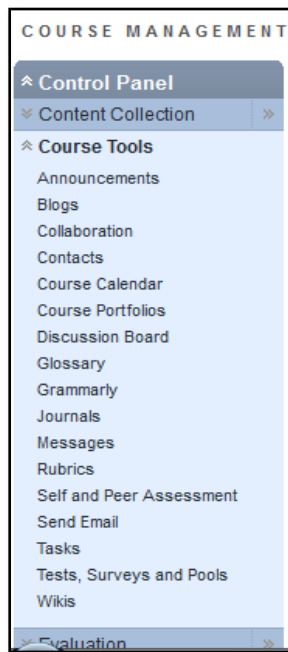 COURSE MANAGEMENT
Control Panel
Content Collection
Course Tools
Announcements
Blogs
Collaboration
Contacts
Course Calendar
Course Portfolios
Discussion Board
Glossary
Grammarly
Journals
Messages
Rubrics
Self and Peer Assessment
Send Email
Tasks
Tests, Surveys and Pools
Wikis
Evaluation